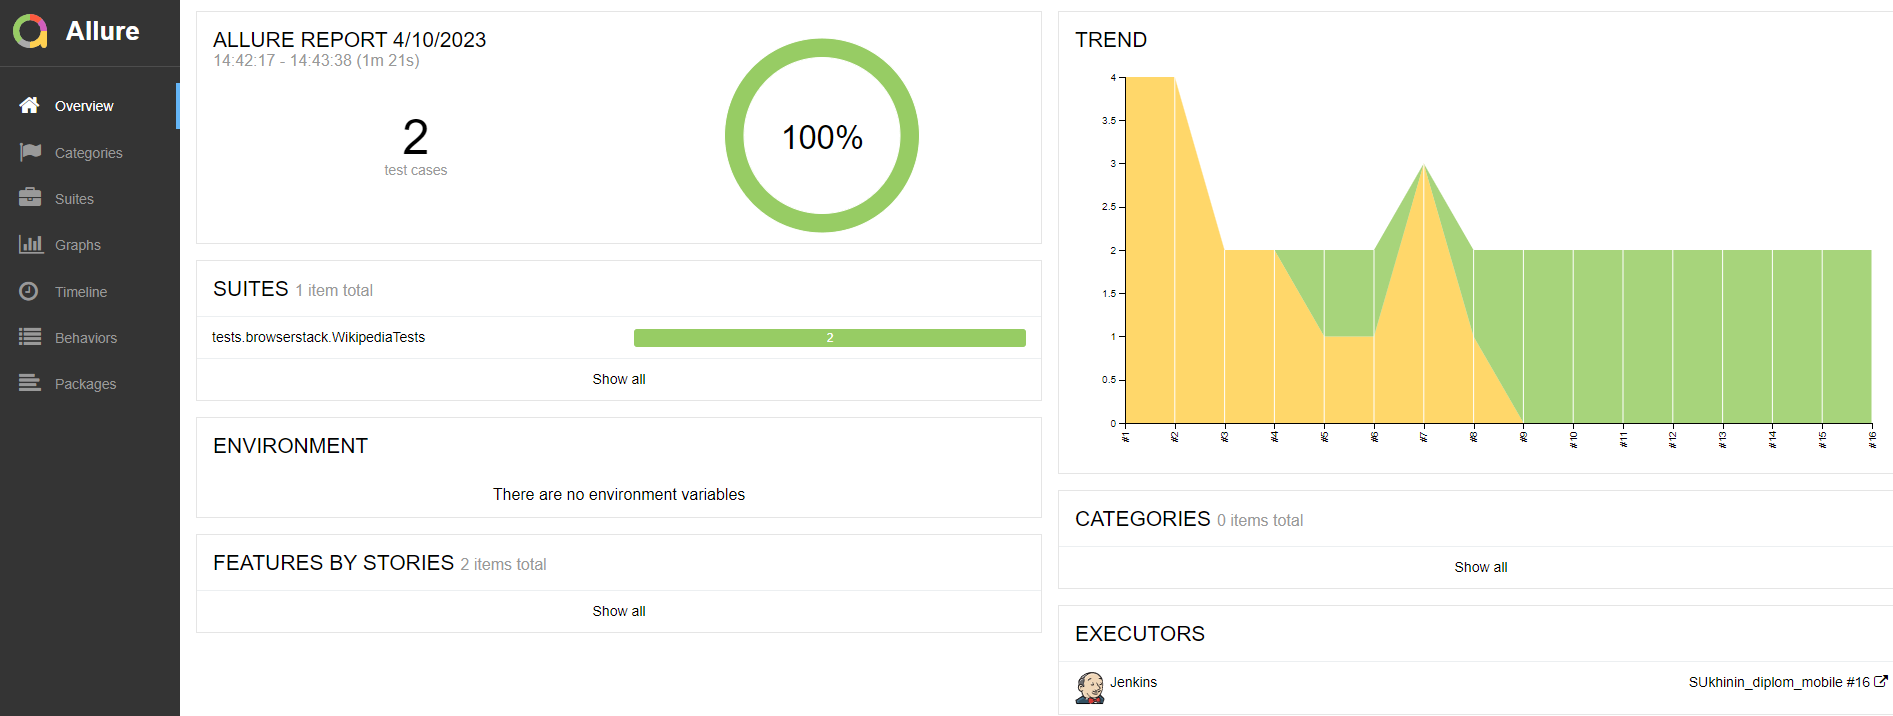 Allure
Overview
Categories
Suites
Graphs
Timeline
Behaviors
Packages
ALLURE REPORT 4/10/2023
14:42:17 - 14:43:38 (1m 21s)
2
test cases
100%
SUITES 1 item total
tests.browserstack.WikipediaTests 2
Show all
ENVIRONMENT
There are no environment variables
FEATURES BY STORIES 2 items total
Show all
TREND
4
3.5
3
2.5
2
1.5
1
0.5
0
#1 #2 #3 #4 #5 #6 #7 #8 #9 #10 #11 #12 #13 #14 #15 #16
CATEGORIES 0 items total
Show all
EXECUTORS
Jenkins SUkhinin_diplom_mobile #16